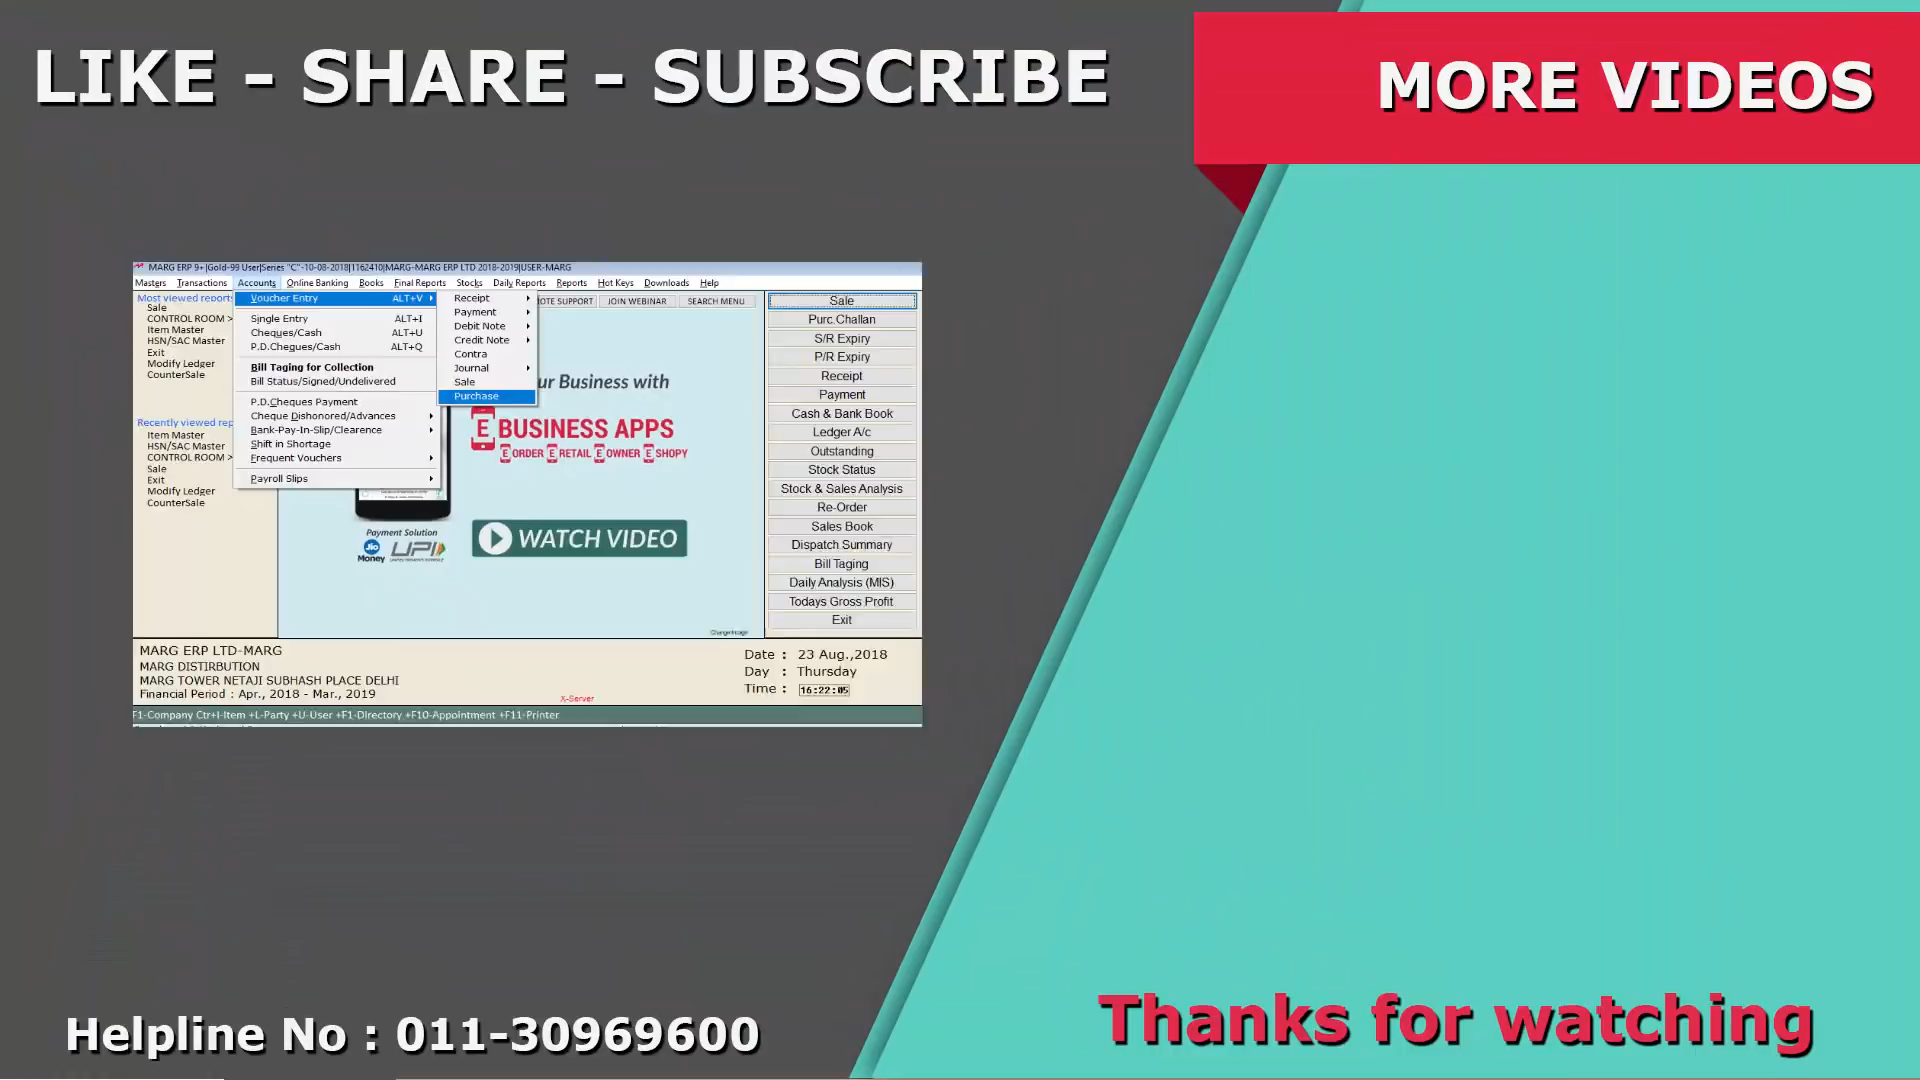 LIKE - SHARE - SUBSCRIBE
MORE VIDEOS
MARG ERP 9+|Gold-99 User|Series "C"-10-08-2018|1162410|MARG-MARG ERP LTD 2018-2019|USER-MARG
Masters Transactions Accounts Online Banking Books Final Reports Stocks Daily Reports Reports Hot Keys Downloads Help
Most viewed reports
Sale
CONTROL ROOM >
Item Master
HSN/SAC Master
Exit
Modify Ledger
CounterSale
Recently viewed rep
Item Master
HSN/SAC Master
CONTROL ROOM >
Sale
Exit
Modify Ledger
CounterSale
Voucher Entry ALT+V
Single Entry ALT+I
Cheques/Cash ALT+U
P.D.Cheques/Cash ALT+Q
Bill Taging for Collection
Bill Status/Signed/Undelivered
P.D.Cheques Payment
Cheque Dishonored/Advances
Bank-Pay-In-Slip/Clearence
Shift in Shortage
Frequent Vouchers
Payroll Slips
Receipt
Payment
Debit Note
Credit Note
Contra
Journal
Sale
Purchase
OTE SUPPORT JOIN WEBINAR SEARCH MENU
ur Business with
E BUSINESS APPS
E ORDER E RETAIL E OWNER E SHOPY
WATCH VIDEO
Payment Solution
Jio Money UPI
ChangeImage
Sale
Purc.Challan
S/R Expiry
P/R Expiry
Receipt
Payment
Cash & Bank Book
Ledger A/c
Outstanding
Stock Status
Stock & Sales Analysis
Re-Order
Sales Book
Dispatch Summary
Bill Taging
Daily Analysis (MIS)
Todays Gross Profit
Exit
MARG ERP LTD-MARG
MARG DISTIRBUTION
MARG TOWER NETAJI SUBHASH PLACE DELHI
Financial Period : Apr., 2018 - Mar., 2019
X-Server
Date : 23 Aug.,2018
Day : Thursday
Time : 16:22:05
F1-Company Ctr+I-Item +L-Party +U-User +F1-Directory +F10-Appointment +F11-Printer
Helpline No : 011-30969600
Thanks for watching